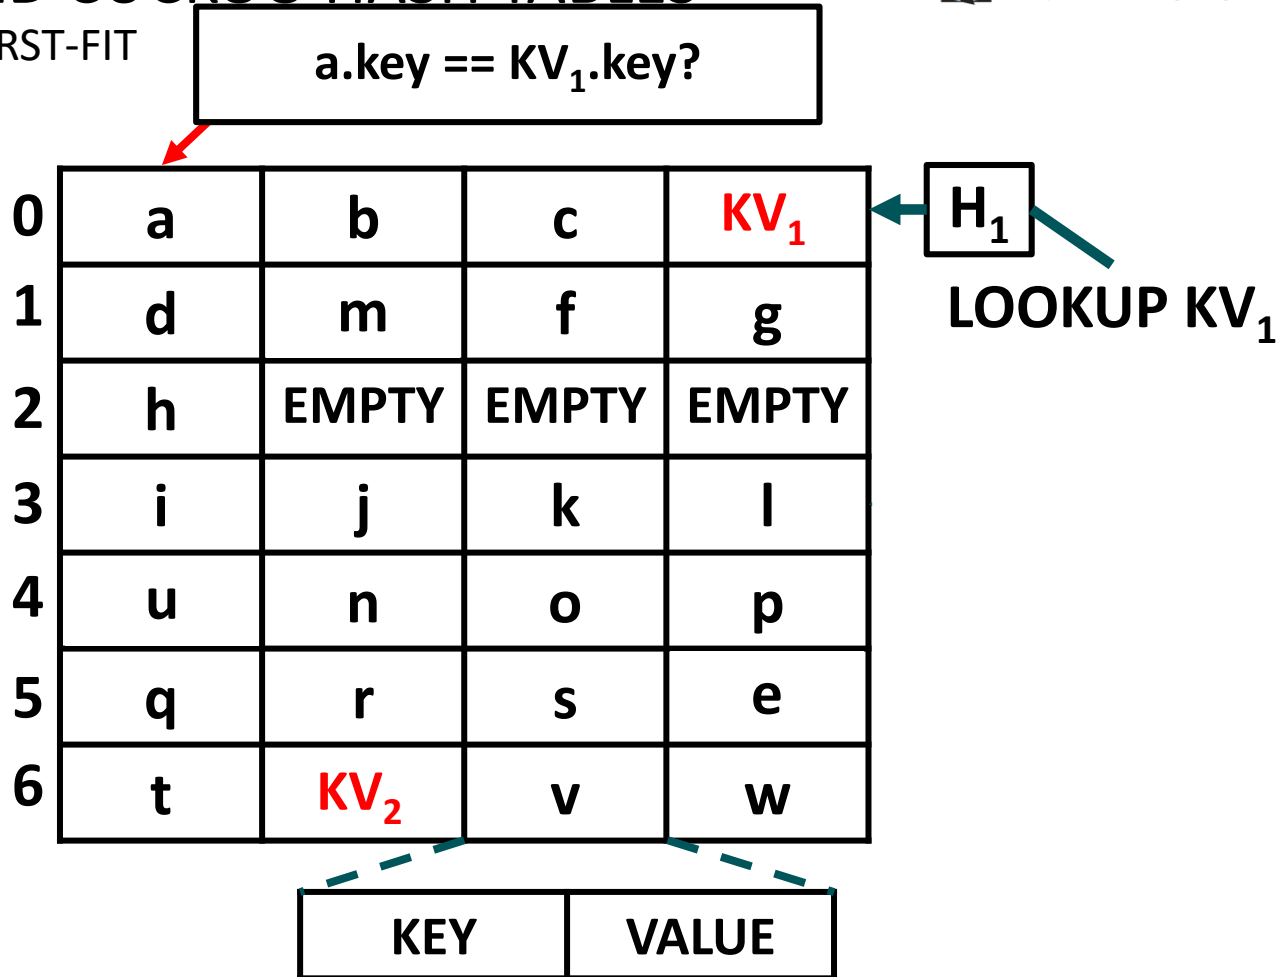 RST-FIT
a.key == KV₁.key?
0 a b c KV₁
H₁
1 d m f g
LOOKUP KV₁
2 h EMPTY EMPTY EMPTY
3 i j k l
4 u n o p
5 q r s e
6 t KV₂ v w
KEY VALUE